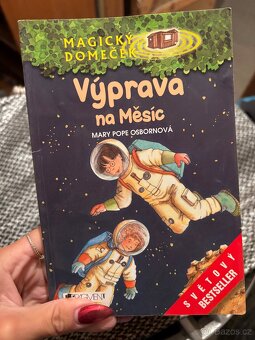 MAGICKÝ
DOMEČEK
Výprava
na Měsíc
MARY POPE OSBORNOVÁ
SVĚTOVÝ
BESTSELLER
FRAGMENT